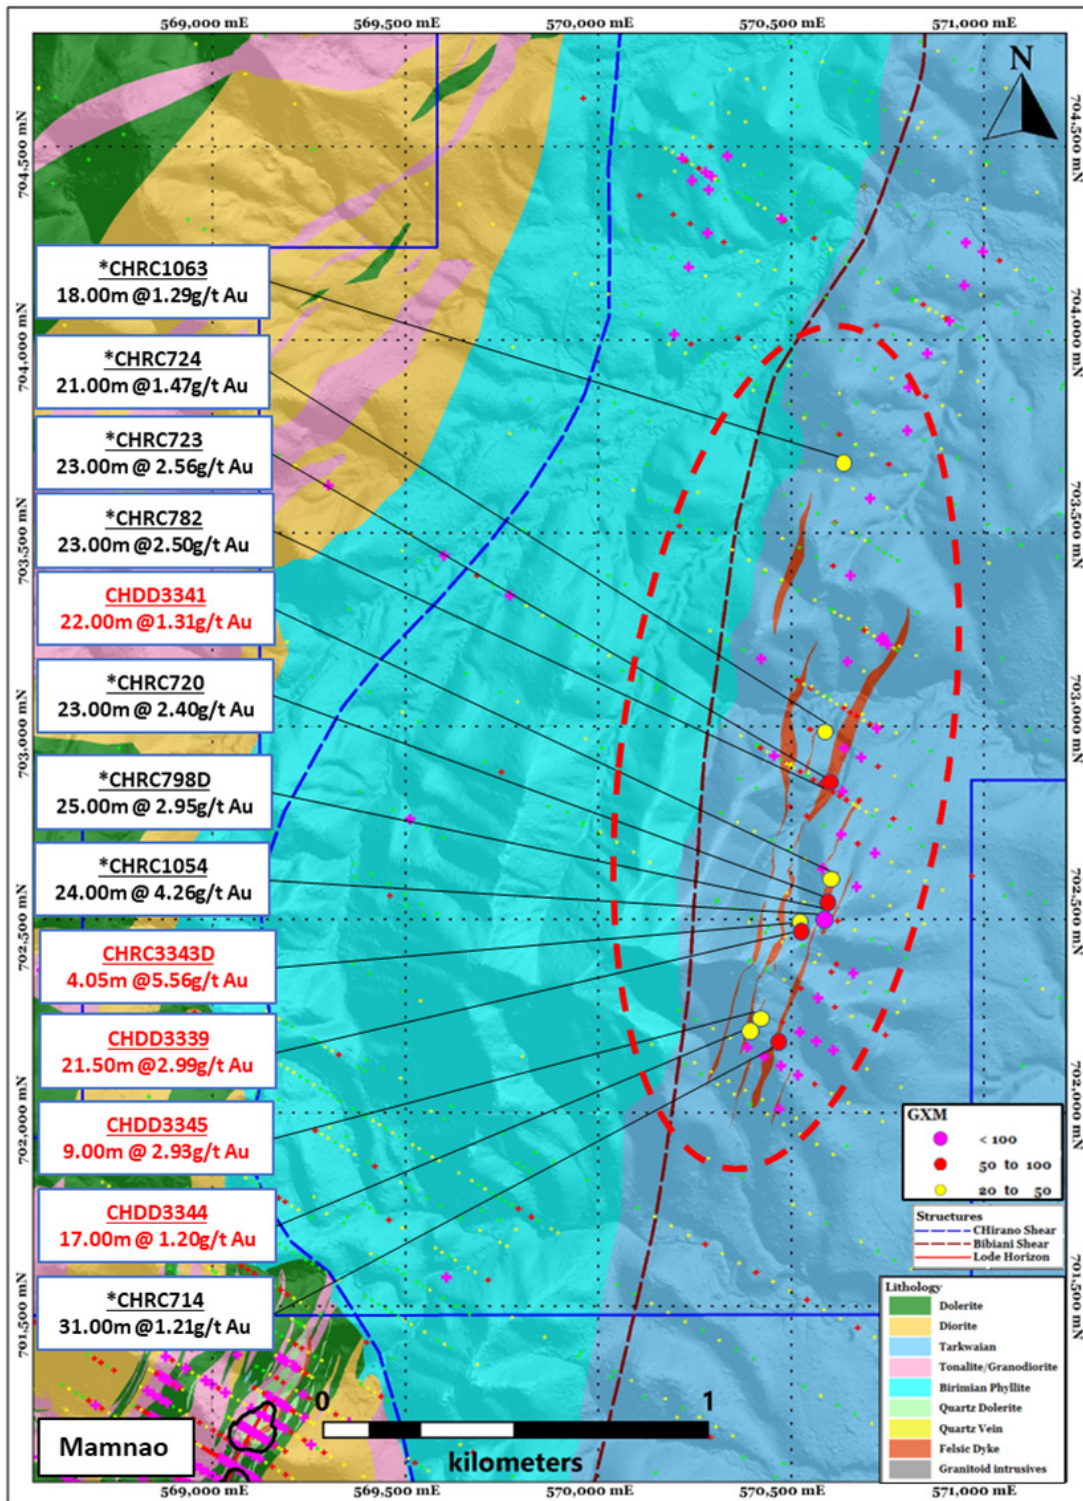 569,000 mE
569,500 mE
570,000 mE
570,500 mE
571,000 mE
N
704,500 mN
704,500 mN
704,000 mN
704,000 mN
703,500 mN
703,500 mN
703,000 mN
703,000 mN
702,500 mN
702,500 mN
702,000 mN
702,000 mN
701,500 mN
701,500 mN
*CHRC1063
18.00m @1.29g/t Au
*CHRC724
21.00m @1.47g/t Au
*CHRC723
23.00m @ 2.56g/t Au
*CHRC782
23.00m @2.50g/t Au
CHDD3341
22.00m @1.31g/t Au
*CHRC720
23.00m @ 2.40g/t Au
*CHRC798D
25.00m @ 2.95g/t Au
*CHRC1054
24.00m @ 4.26g/t Au
CHRC3343D
4.05m @5.56g/t Au
CHDD3339
21.50m @2.99g/t Au
CHDD3345
9.00m @ 2.93g/t Au
CHDD3344
17.00m @ 1.20g/t Au
*CHRC714
31.00m @1.21g/t Au
GXM
< 100
50 to 100
20 to 50
Structures
CHirano Shear
Bibiani Shear
Lode Horizon
Lithology
Dolerite
Diorite
Tarkwaian
Tonalite/Granodiorite
Birimian Phyllite
Quartz Dolerite
Quartz Vein
Felsic Dyke
Granitoid intrusives
Mamnao
0 1
kilometers
569,000 mE
569,500 mE
570,000 mE
570,500 mE
571,000 mE